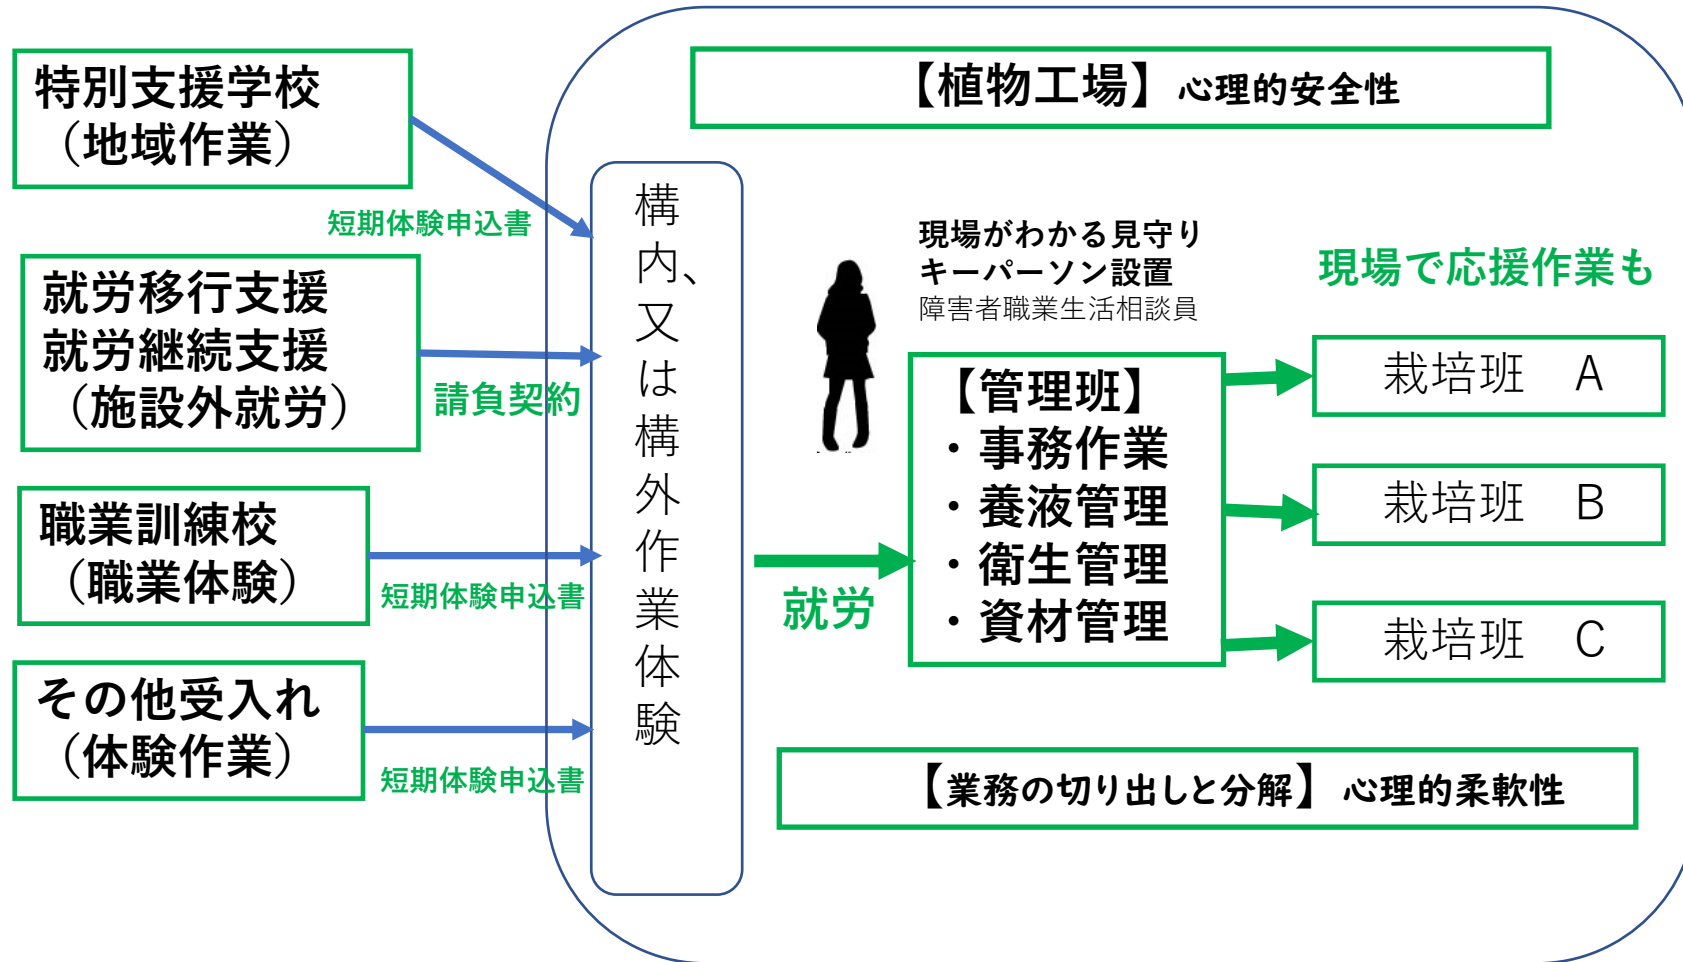 特別支援学校
（地域作業）
短期体験申込書
就労移行支援
就労継続支援
（施設外就労）
請負契約
職業訓練校
（職業体験）
短期体験申込書
その他受入れ
（体験作業）
短期体験申込書
構内、又は構外作業体験
【植物工場】心理的安全性
現場がわかる見守り
キーパーソン設置
障害者職業生活相談員
就労
【管理班】
・事務作業
・養液管理
・衛生管理
・資材管理
現場で応援作業も
栽培班　A
栽培班　B
栽培班　C
【業務の切り出しと分解】心理的柔軟性